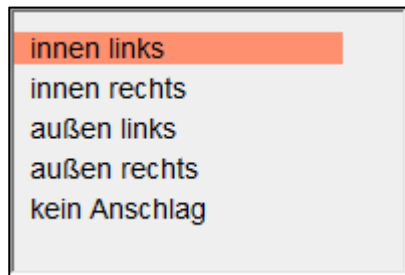 innen links
innen rechts
außen links
außen rechts
kein Anschlag